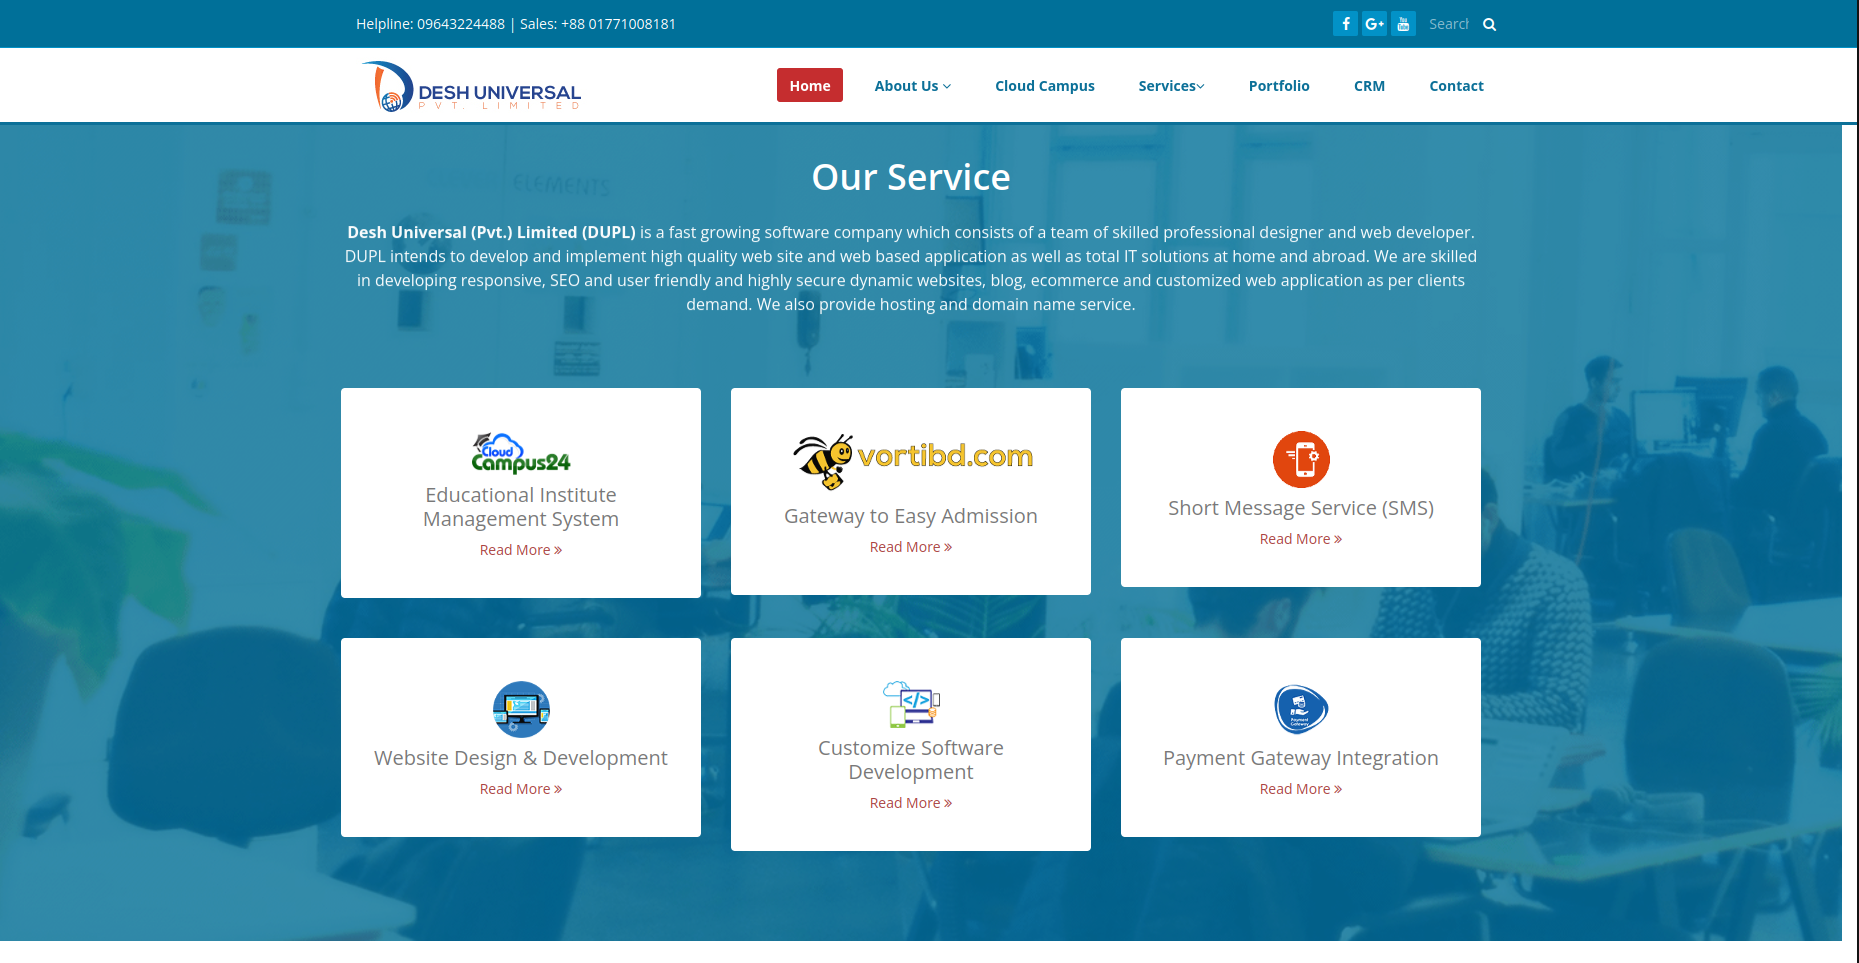 Helpline: 09643224488 | Sales: +88 01771008181
Search
DESH UNIVERSAL
PVT. LIMITED
Home
About Us
Cloud Campus
Services
Portfolio
CRM
Contact
ELEMENTS
Our Service
Desh Universal (Pvt.) Limited (DUPL) is a fast growing software company which consists of a team of skilled professional designer and web developer.
DUPL intends to develop and implement high quality web site and web based application as well as total IT solutions at home and abroad. We are skilled
in developing responsive, SEO and user friendly and highly secure dynamic websites, blog, ecommerce and customized web application as per clients
demand. We also provide hosting and domain name service.
Cloud
Campus24
Educational Institute
Management System
Read More »
vortibd.com
Gateway to Easy Admission
Read More »
Short Message Service (SMS)
Read More »
Website Design & Development
Read More »
</>
Customize Software
Development
Read More »
Payment
Gateway
Payment Gateway Integration
Read More »